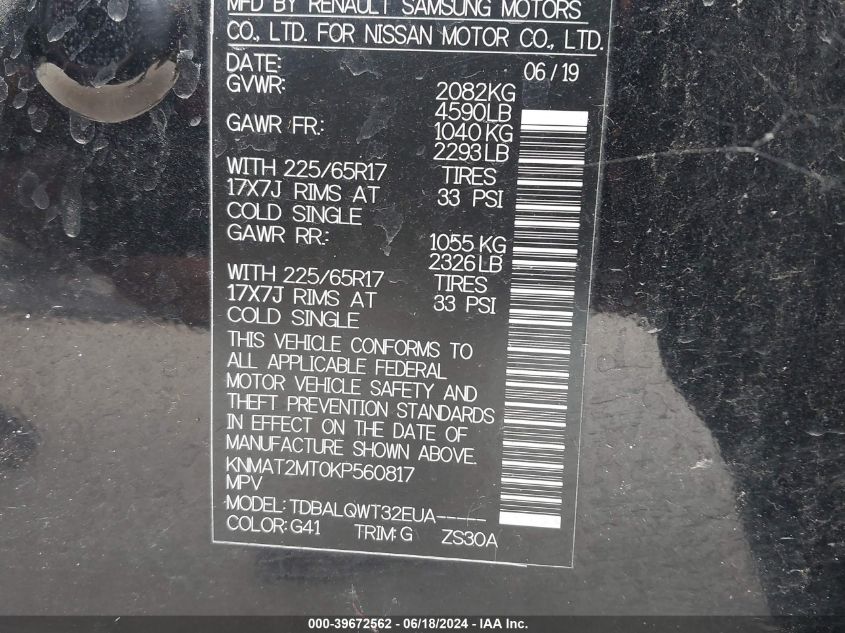 MFD BY RENAULT SAMSUNG MOTORS
CO., LTD. FOR NISSAN MOTOR CO., LTD.
DATE: 06/19
GVWR: 2082KG
4590LB
GAWR FR.: 1040KG
2293LB
WITH 225/65R17 TIRES
17X7J RIMS AT 33 PSI
COLD SINGLE
GAWR RR.: 1055KG
2326LB
WITH 225/65R17 TIRES
17X7J RIMS AT 33 PSI
COLD SINGLE
THIS VEHICLE CONFORMS TO
ALL APPLICABLE FEDERAL
MOTOR VEHICLE SAFETY AND
THEFT PREVENTION STANDARDS
IN EFFECT ON THE DATE OF
MANUFACTURE SHOWN ABOVE.
KNMAT2MT0KP560817
MPV
MODEL: TDBALQWT32EUA-----
COLOR: G41 TRIM: G ZS30A
000-39672562 - 06/18/2024 - IAA Inc.